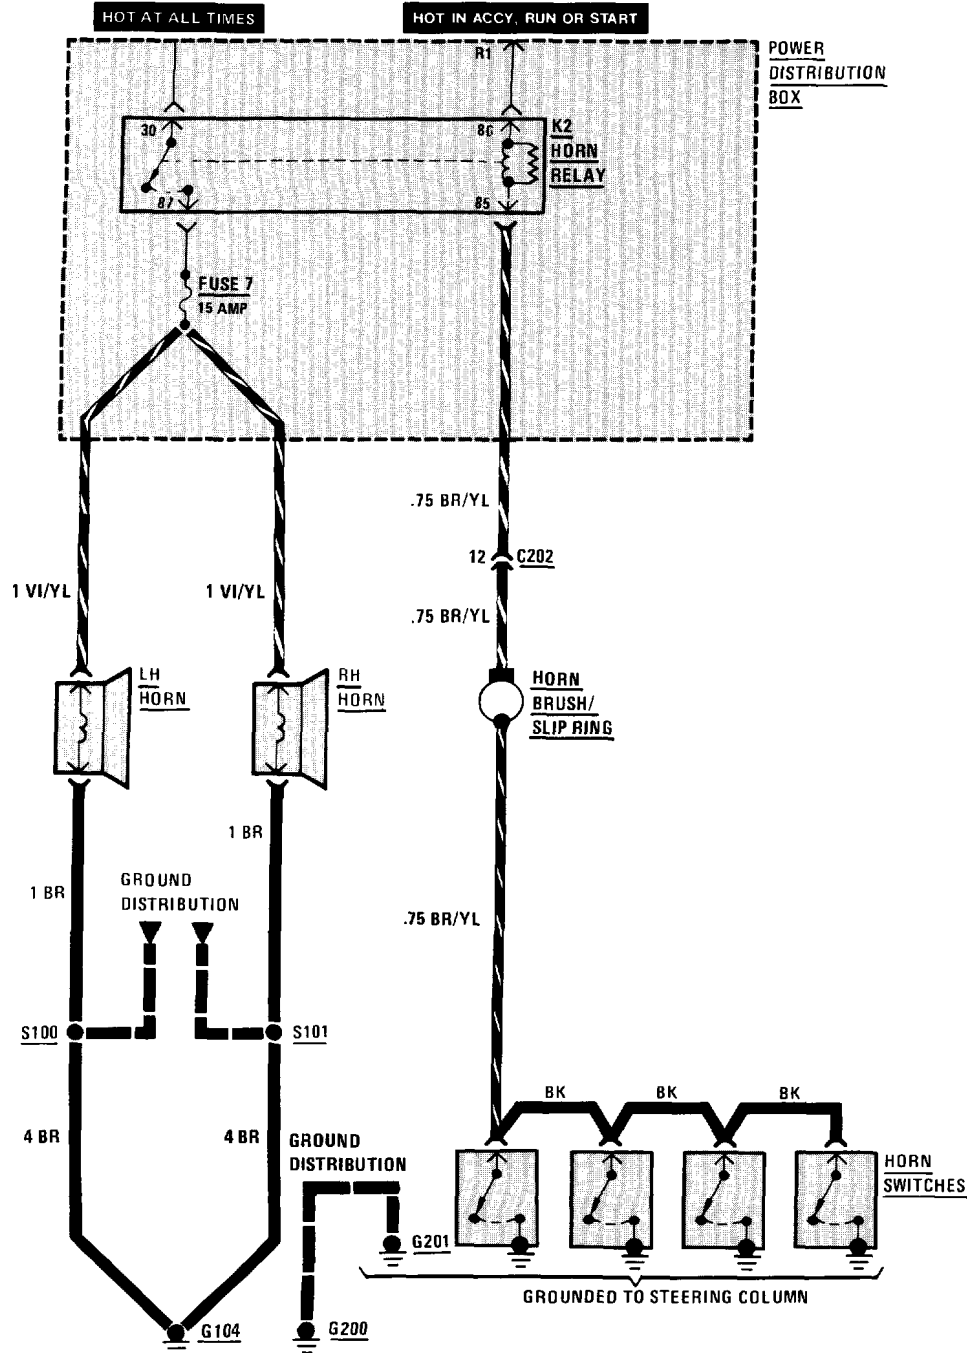 HOT AT ALL TIMES
HOT IN ACCY, RUN OR START
R1
POWER
DISTRIBUTION
BOX
30
86
K2
HORN
RELAY
87
85
FUSE 7
15 AMP
.75 BR/YL
12
C202
1 VI/YL
1 VI/YL
.75 BR/YL
LH
HORN
RH
HORN
HORN
BRUSH/
SLIP RING
1 BR
1 BR
GROUND
DISTRIBUTION
.75 BR/YL
S100
S101
BK
BK
BK
4 BR
4 BR
GROUND
DISTRIBUTION
HORN
SWITCHES
G201
GROUNDED TO STEERING COLUMN
G104
G200